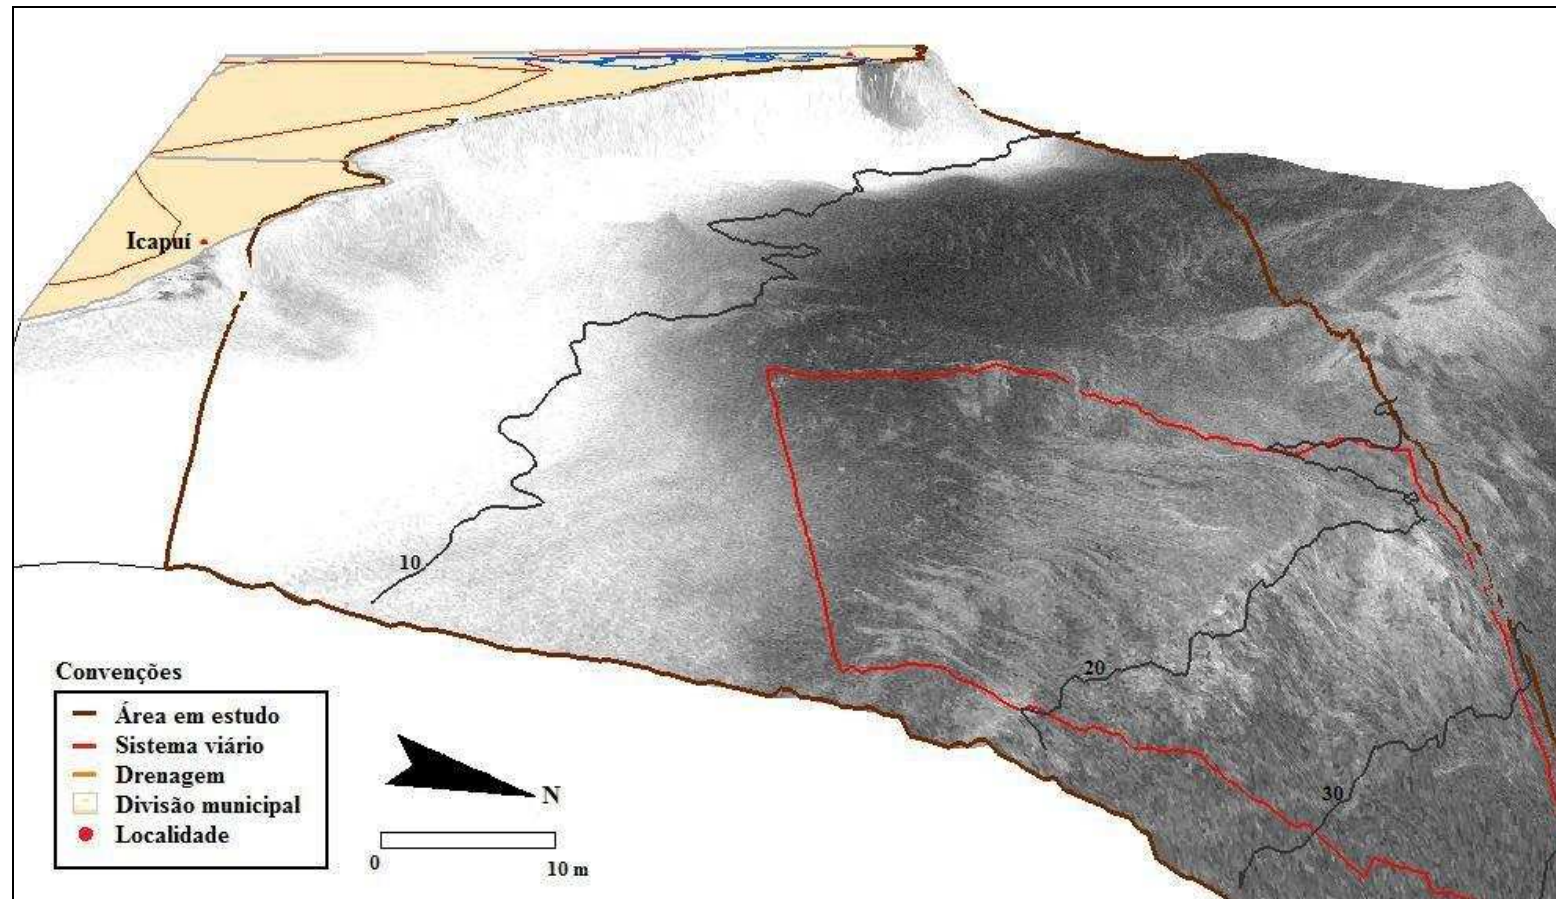 Icapuí
10
20
30
Convenções
Área em estudo
Sistema viário
Drenagem
Divisão municipal
Localidade
N
0
10 m